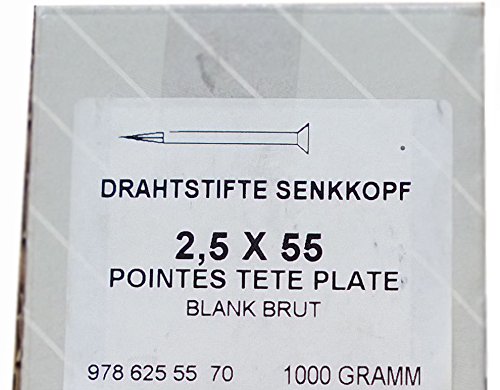 DRAHTSTIFTE SENKKOPF
2,5 X 55
POINTES TETE PLATE
BLANK BRUT
978 625 55 70 1000 GRAMM